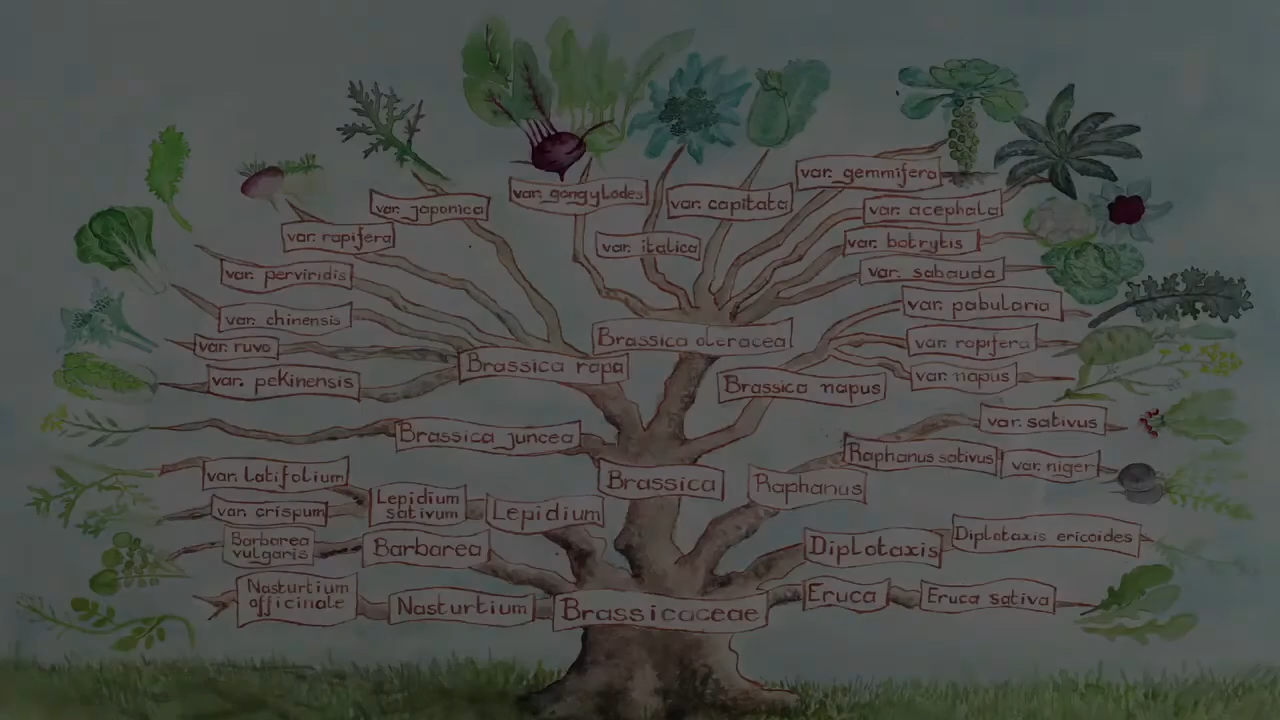 var. gemmifera
var. gongylodes
var. capitata
var. japonica
var. acephala
var. rapifera
var. italica
var. botrytis
var. perviridis
var. sabauda
var. pabularia
var. chinensis
Brassica oleracea
var. rapifera
var. ruvo
Brassica rapa
var. napus
var. pekinensis
Brassica napus
var. sativus
Brassica juncea
Raphanus sativus
var. niger
var. latifolium
Brassica
Raphanus
Lepidium
sativum
Lepidium
var. crispum
Diplotaxis ericoides
Barbarea
vulgaris
Barbarea
Diplotaxis
Nasturtium
officinale
Nasturtium
Brassicaceae
Eruca
Eruca sativa